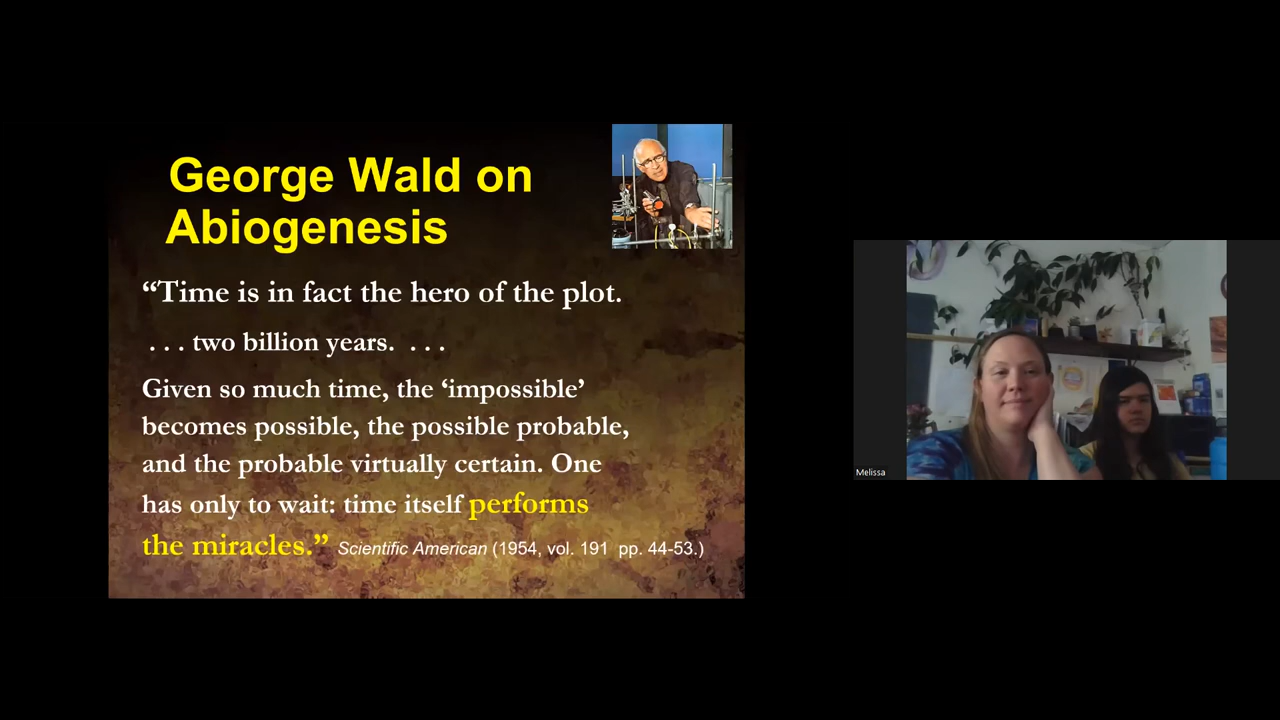 George Wald on
Abiogenesis
“Time is in fact the hero of the plot.
. . . two billion years. . . .
Given so much time, the ‘impossible’
becomes possible, the possible probable,
and the probable virtually certain. One
has only to wait: time itself performs
the miracles.” Scientific American (1954, vol. 191 pp. 44-53.)
Melissa